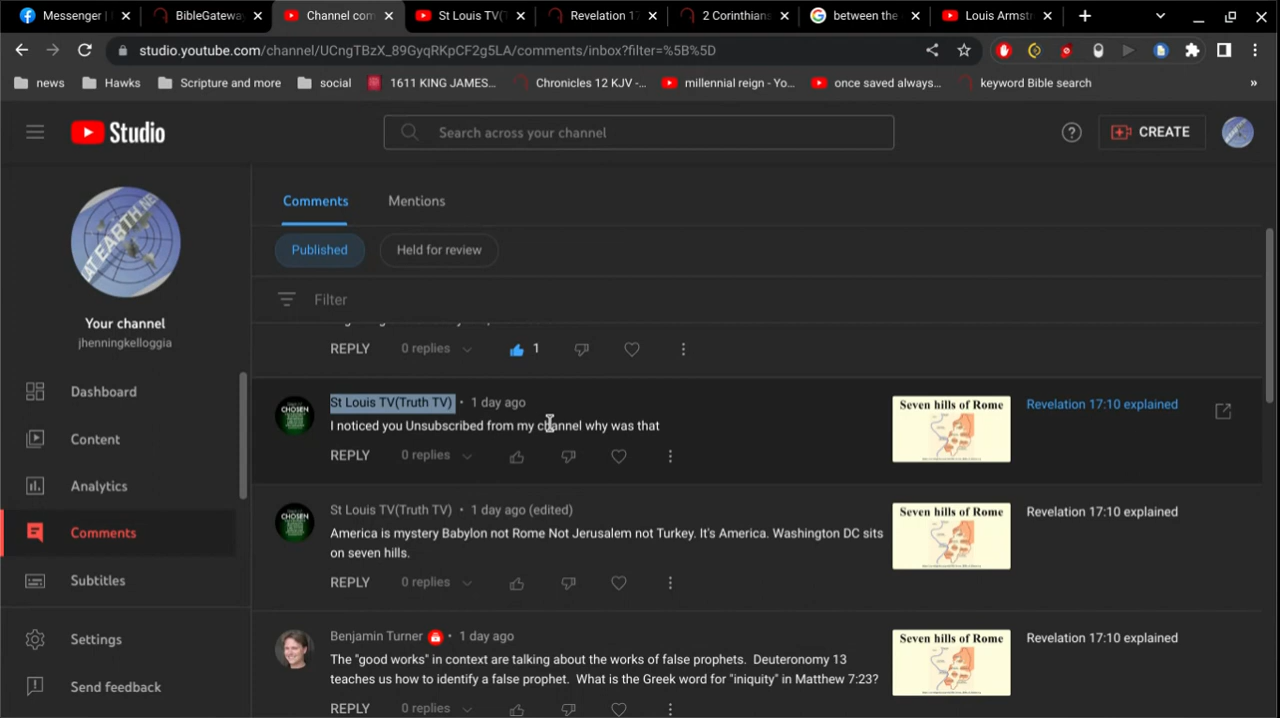 Messenger |
BibleGatewa
Channel com
St Louis TV(T
Revelation 17
2 Corinthians
between the
Louis Armst
studio.youtube.com/channel/UCngTBzX_89GyqRKpCF2g5LA/comments/inbox?filter=%5B%5D
news
Hawks
Scripture and more
social
1611 KING JAMES...
Chronicles 12 KJV -...
millennial reign - Yo...
once saved always...
keyword Bible search
»
Studio
Search across your channel
CREATE
AT EARTH NE
Your channel
jhenningkelloggia
Dashboard
Content
Analytics
Comments
Subtitles
Settings
Send feedback
Comments
Mentions
Published
Held for review
Filter
REPLY
0 replies
1
CHOSEN
St Louis TV(Truth TV) • 1 day ago
I noticed you Unsubscribed from my channel why was that
REPLY
0 replies
Seven hills of Rome
Revelation 17:10 explained
CHOSEN
St Louis TV(Truth TV) • 1 day ago (edited)
America is mystery Babylon not Rome Not Jerusalem not Turkey. It's America. Washington DC sits
on seven hills.
REPLY
0 replies
Seven hills of Rome
Revelation 17:10 explained
Benjamin Turner • 1 day ago
The "good works" in context are talking about the works of false prophets. Deuteronomy 13
teaches us how to identify a false prophet. What is the Greek word for "iniquity" in Matthew 7:23?
REPLY
0 replies
Seven hills of Rome
Revelation 17:10 explained